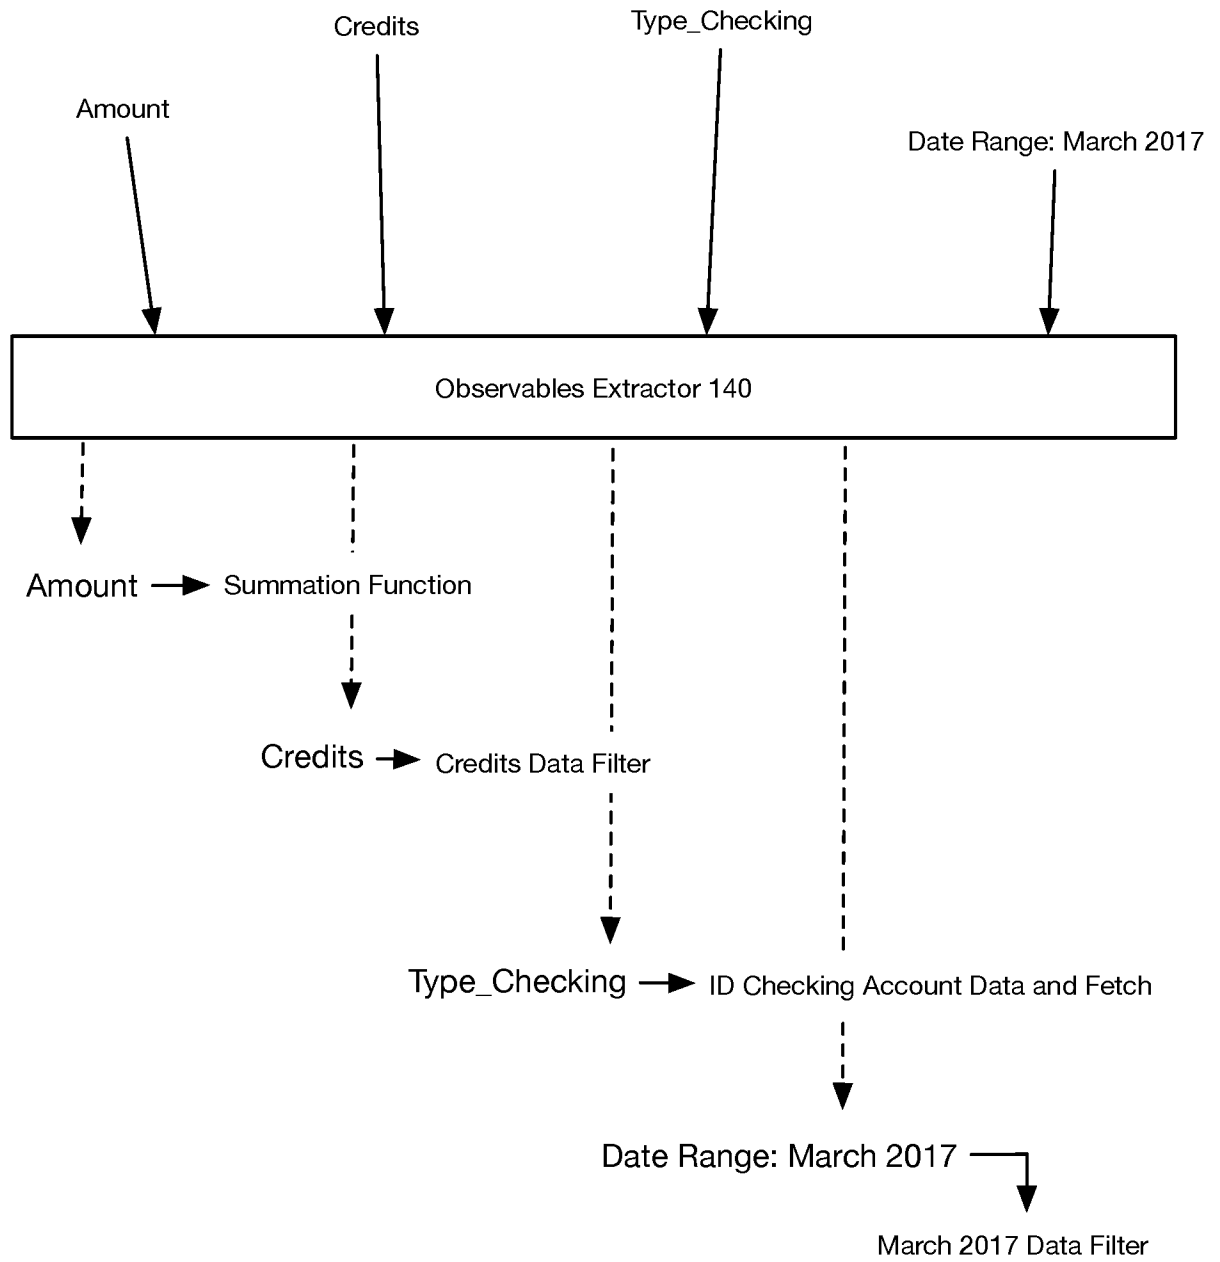 Credits
Type_Checking
Amount
Date Range: March 2017
Observables Extractor 140
Amount
Summation Function
Credits
Credits Data Filter
Type_Checking
ID Checking Account Data and Fetch
Date Range: March 2017
March 2017 Data Filter